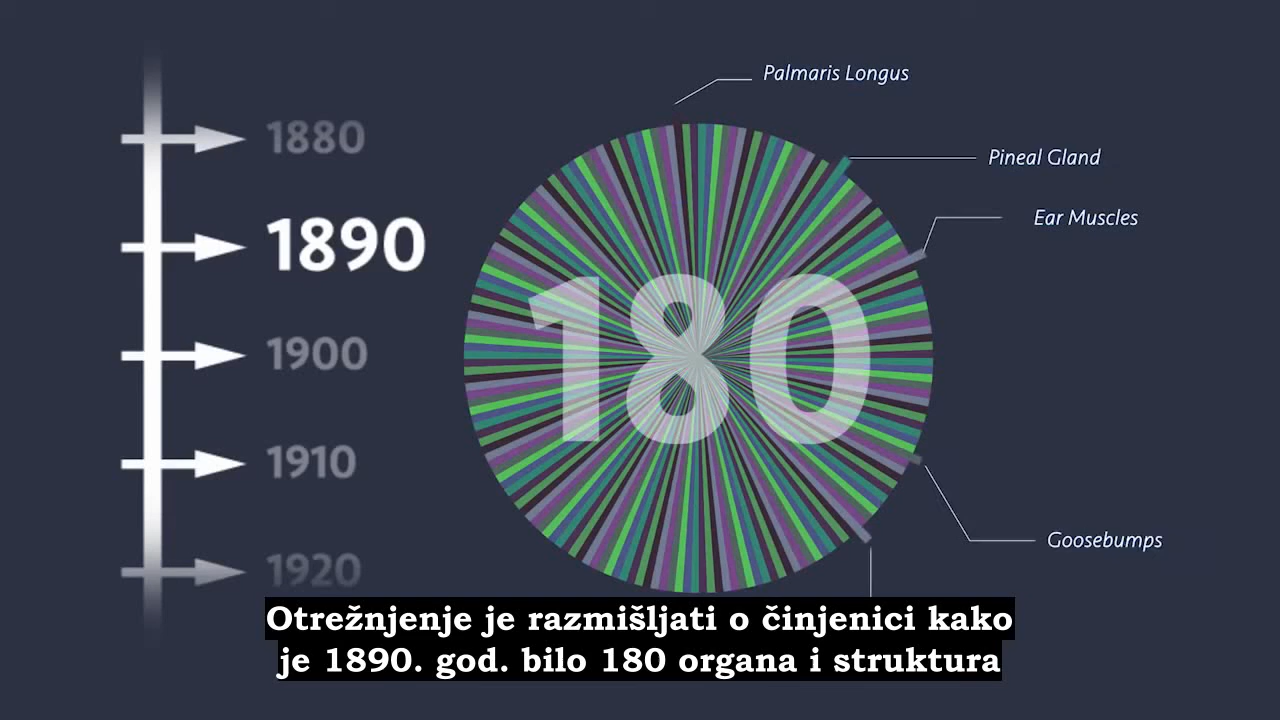 1880
1890
1900
1910
1920
Palmaris Longus
Pineal Gland
Ear Muscles
180
Goosebumps
Otrežnjenje je razmišljati o činjenici kako
je 1890. god. bilo 180 organa i struktura